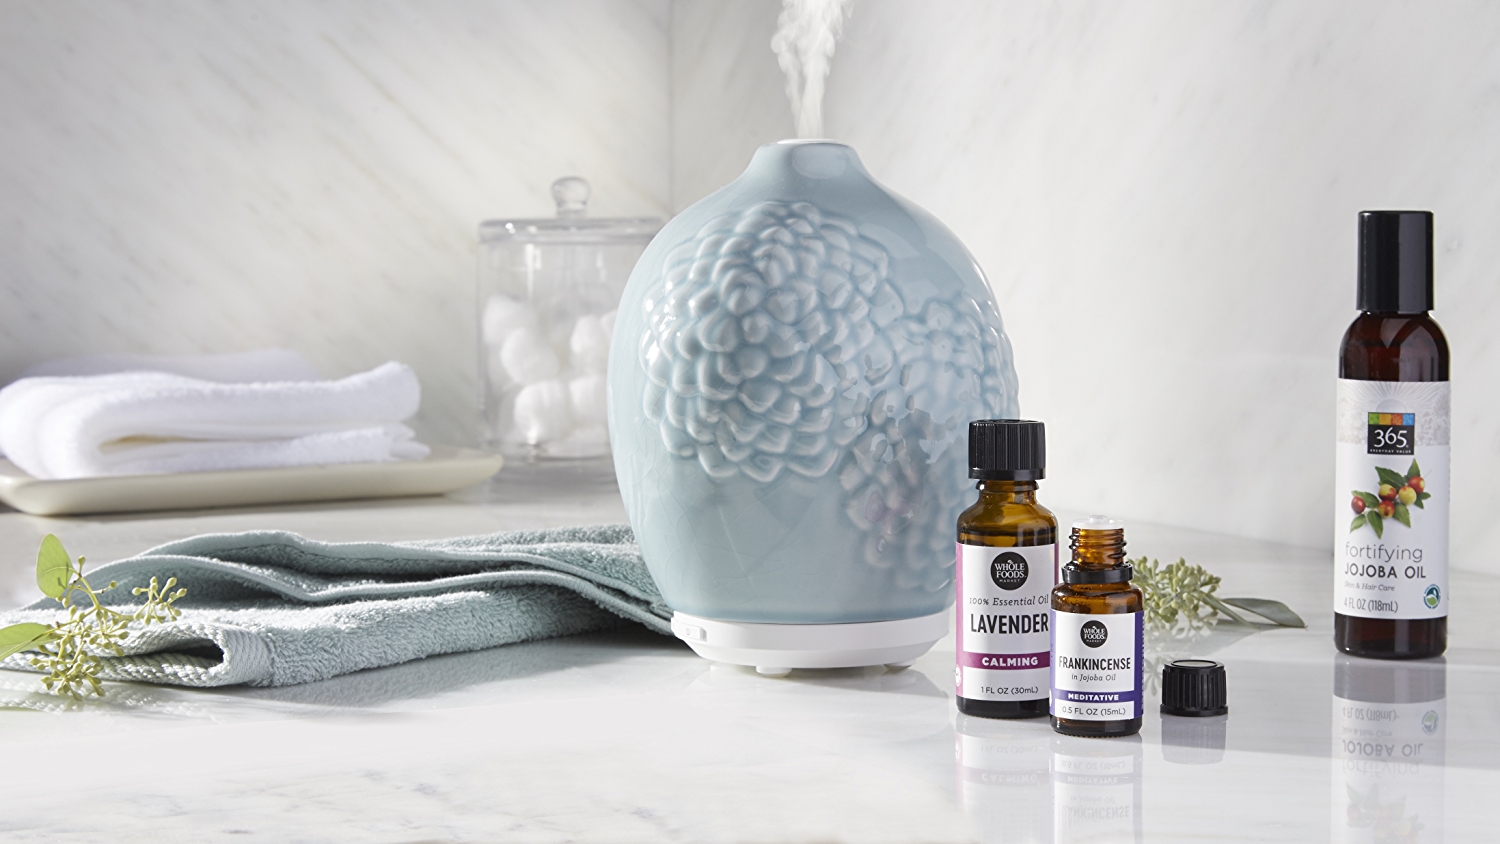 WHOLE
FOODS
MARKET
100% Essential Oil
LAVENDER
CALMING
1 FL OZ (30mL)
WHOLE
FOODS
MARKET
FRANKINCENSE
in Jojoba Oil
MEDITATIVE
0.5 FL OZ (15mL)
365
EVERYDAY VALUE
fortifying
JOJOBA OIL
Skin & Hair Care
4 FL OZ (118mL)